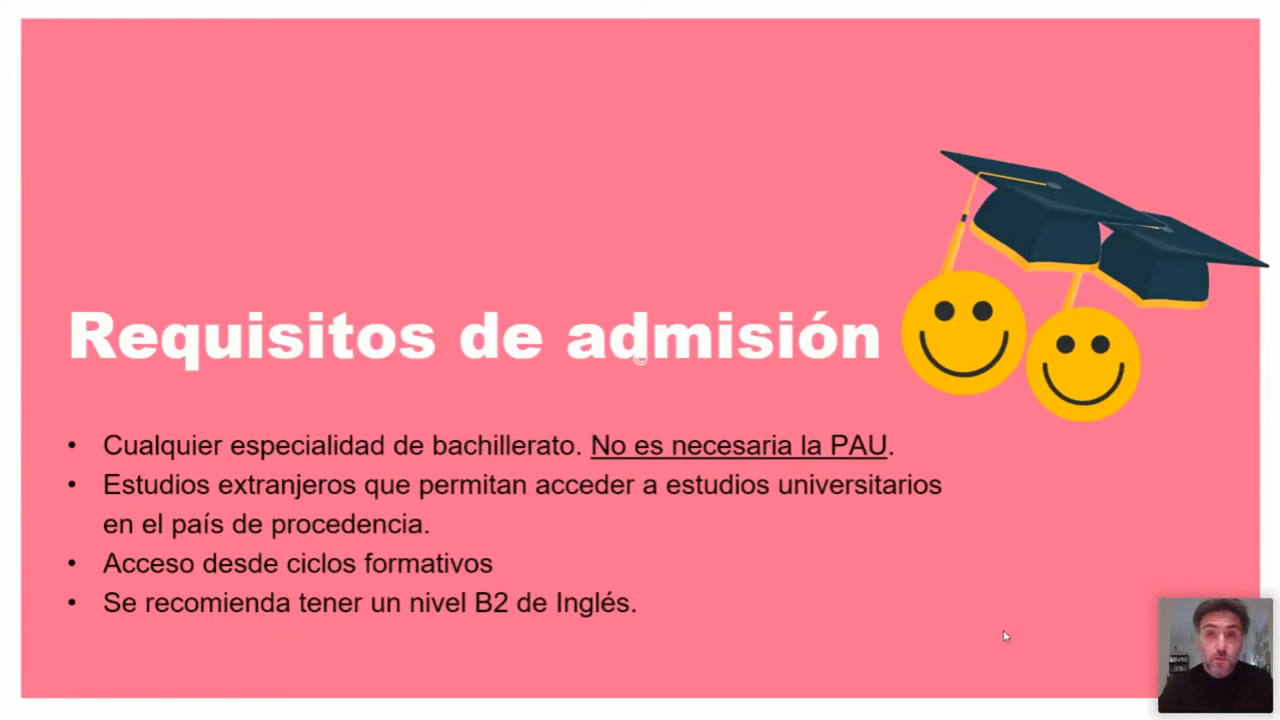 Requisitos de admisión
©
• Cualquier especialidad de bachillerato. No es necesaria la PAU.
• Estudios extranjeros que permitan acceder a estudios universitarios
en el país de procedencia.
• Acceso desde ciclos formativos
• Se recomienda tener un nivel B2 de Inglés.